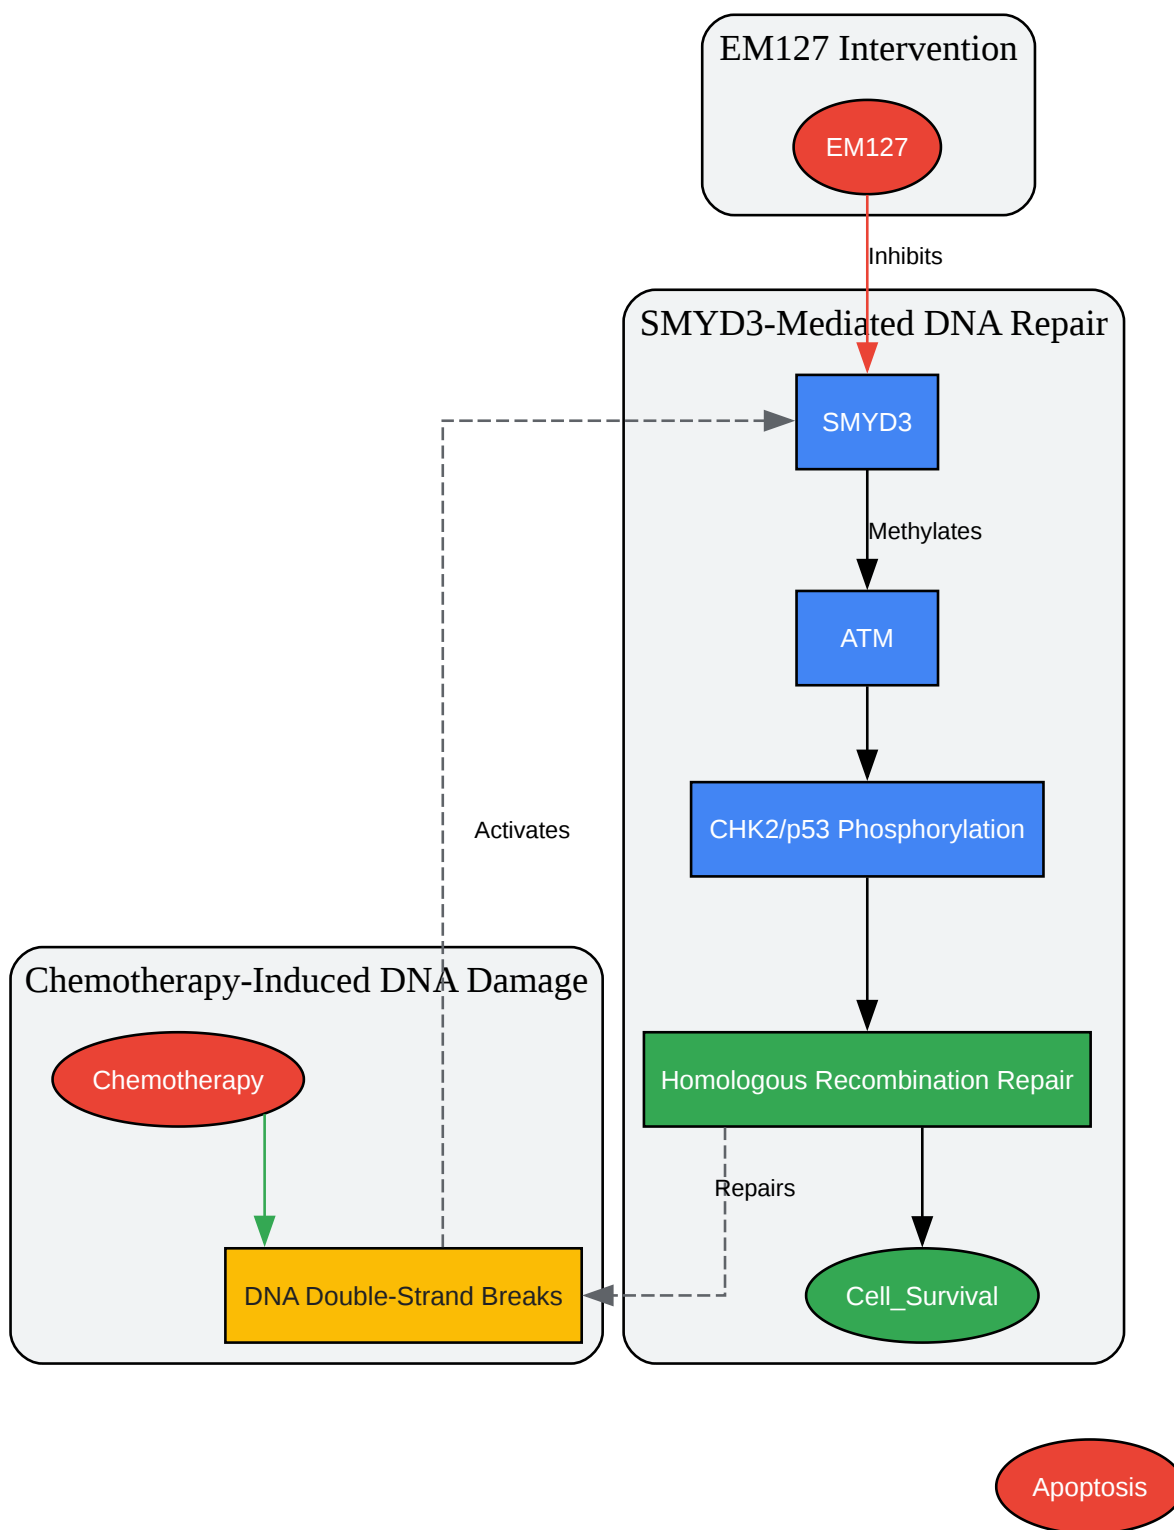 EM127 Intervention
EM127
Inhibits
SMYD3-Mediated DNA Repair
SMYD3
Methylates
ATM
Activates
CHK2/p53 Phosphorylation
Chemotherapy-Induced DNA Damage
Chemotherapy
Homologous Recombination Repair
Repairs
DNA Double-Strand Breaks
Cell_Survival
Apoptosis